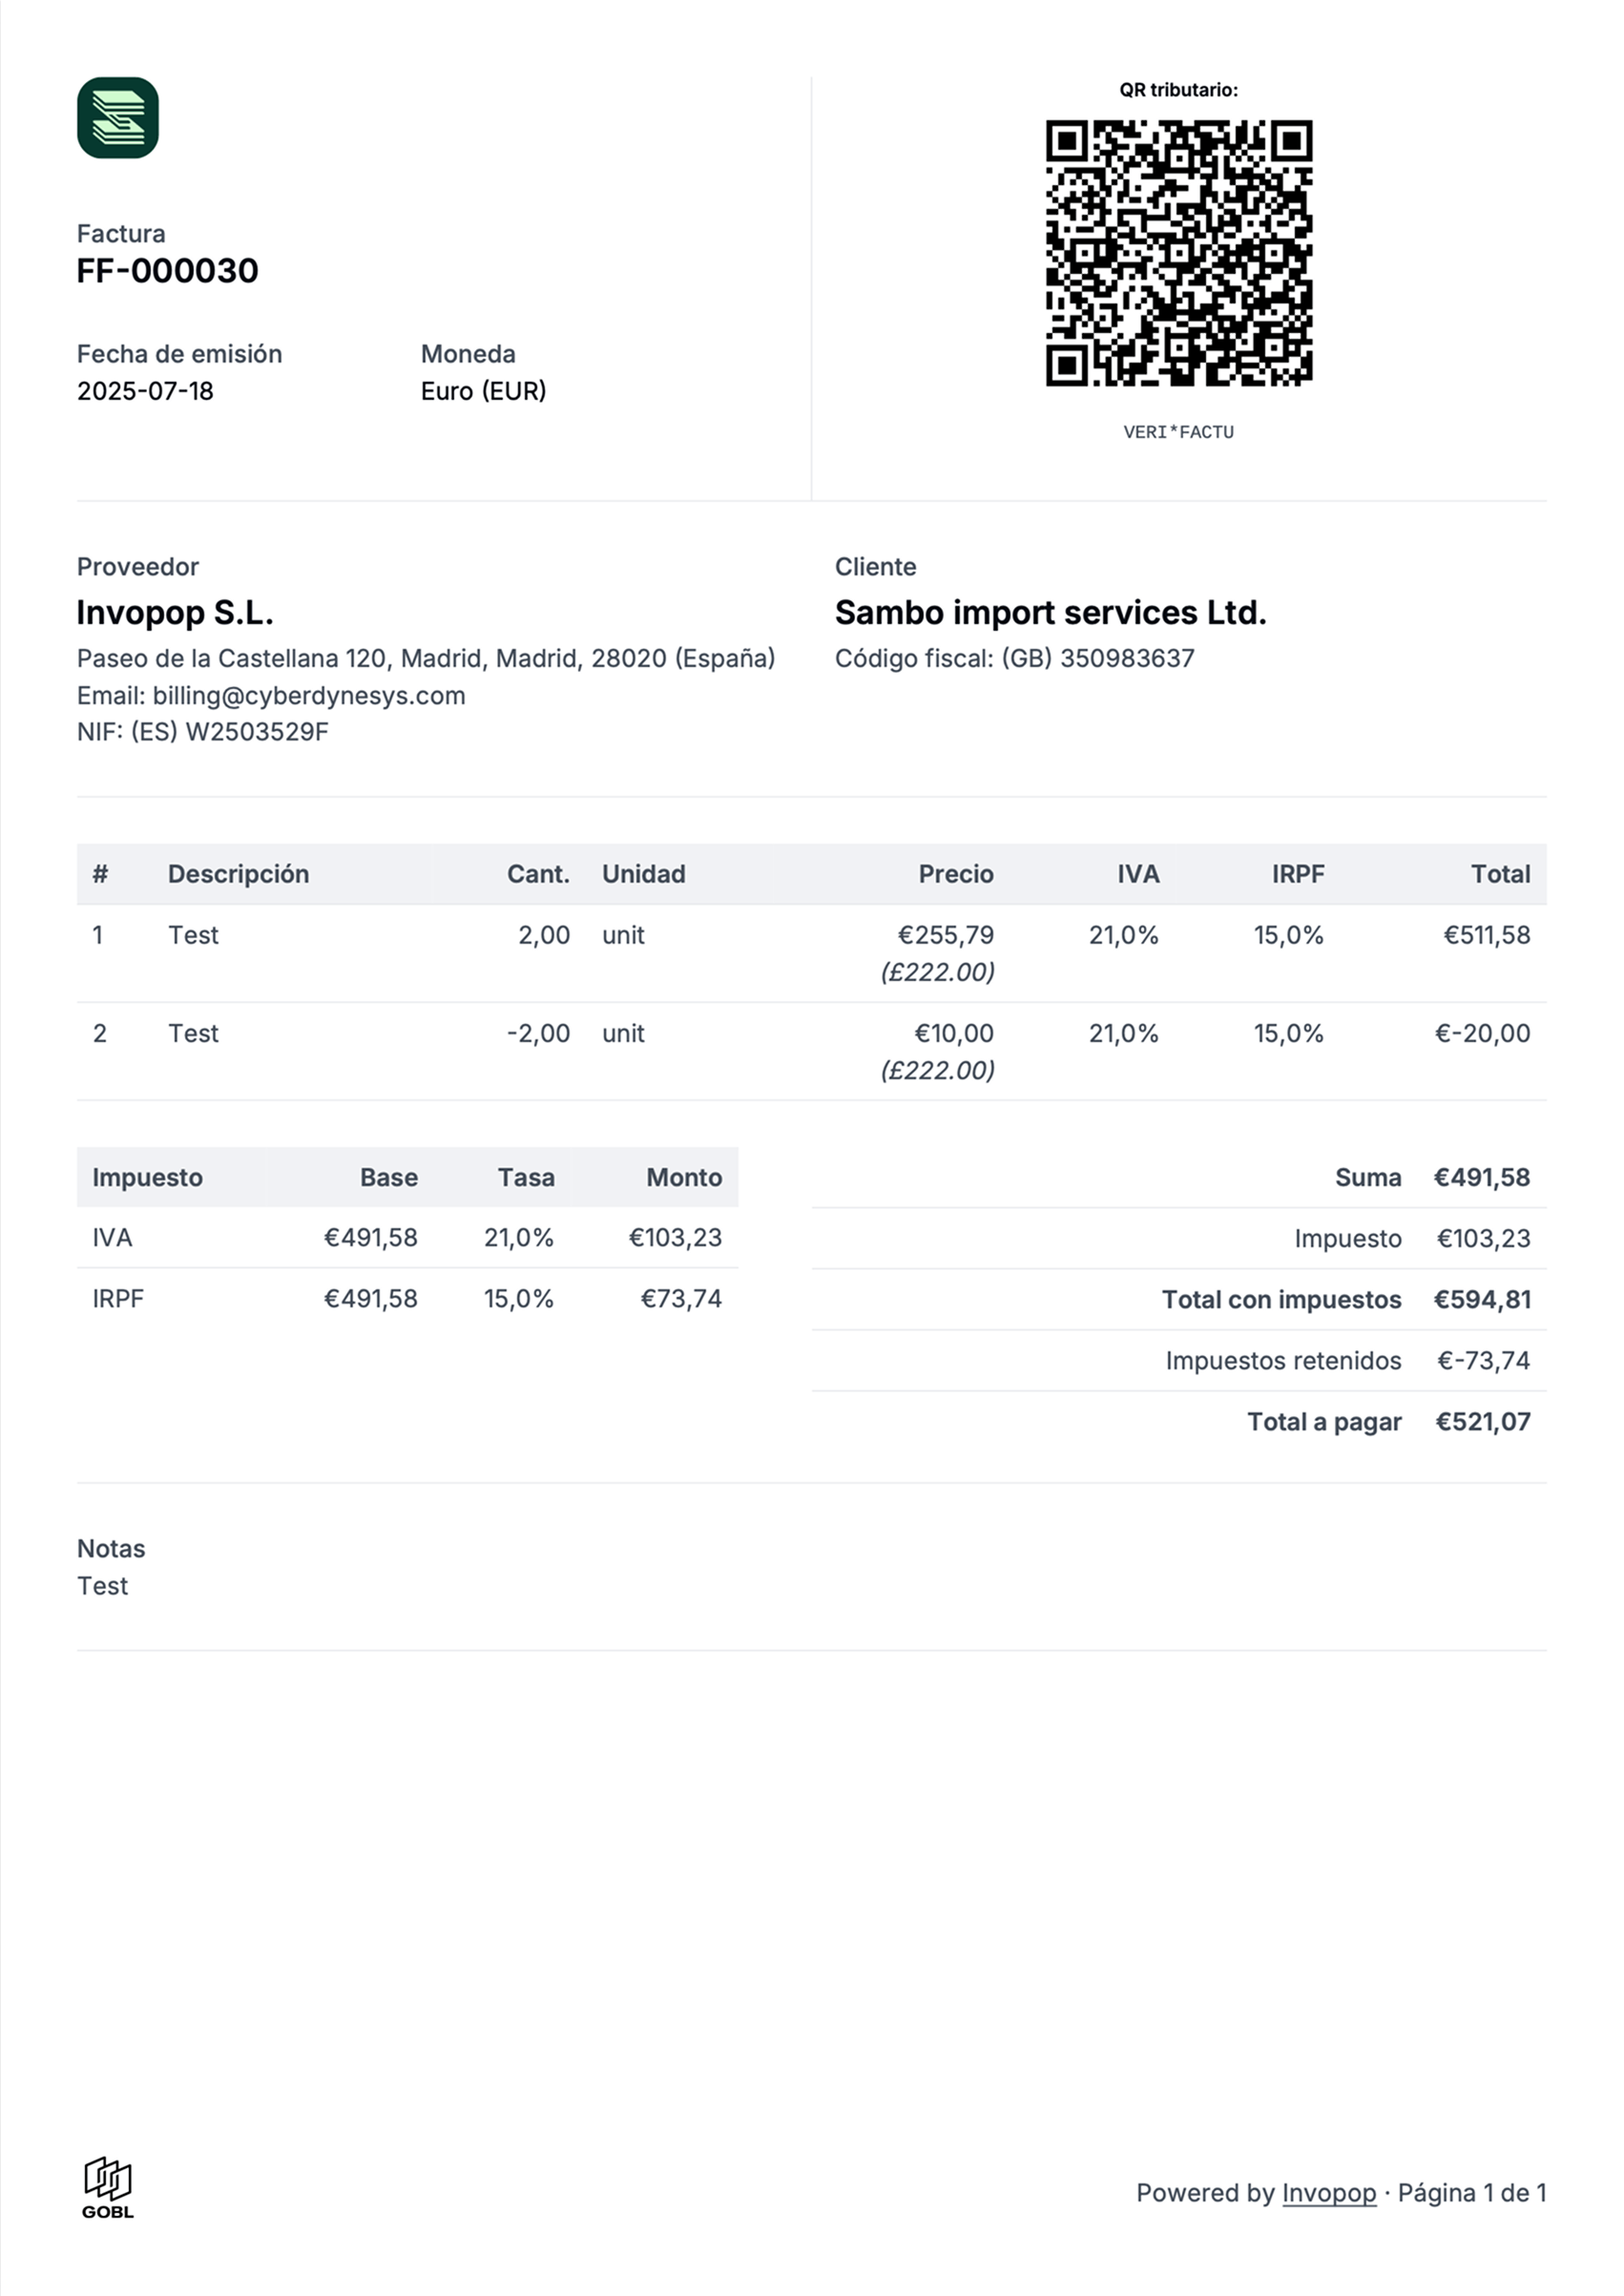 Factura
FF-000030
Fecha de emisión Moneda
2025-07-18 Euro (EUR)
QR tributario:
VERI*FACTU
Proveedor
Invopop S.L.
Paseo de la Castellana 120, Madrid, Madrid, 28020 (España)
Email: billing@cyberdynesys.com
NIF: (ES) W2503529F
Cliente
Sambo import services Ltd.
Código fiscal: (GB) 350983637
# Descripción Cant. Unidad Precio IVA IRPF Total
1 Test 2,00 unit €255,79 21,0% 15,0% €511,58
(£222.00)
2 Test -2,00 unit €10,00 21,0% 15,0% €-20,00
(£222.00)
Impuesto Base Tasa Monto
IVA €491,58 21,0% €103,23
IRPF €491,58 15,0% €73,74
Suma €491,58
Impuesto €103,23
Total con impuestos €594,81
Impuestos retenidos €-73,74
Total a pagar €521,07
Notas
Test
GOBL
Powered by Invopop · Página 1 de 1